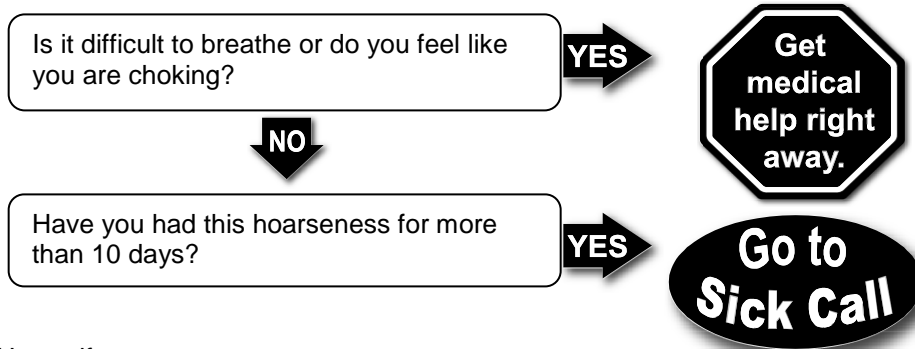 Is it difficult to breathe or do you feel like
you are choking?
YES
Get
medical
help right
away.
NO
Have you had this hoarseness for more
than 10 days?
YES
Go to
Sick Call